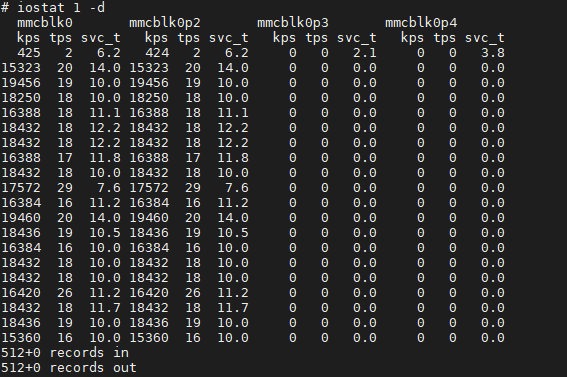 # iostat 1 -d
mmcblk0 mmcblk0p2 mmcblk0p3 mmcblk0p4
kps tps svc_t kps tps svc_t kps tps svc_t kps tps svc_t
425 2 6.2 424 2 6.2 0 0 2.1 0 0 3.8
15323 20 14.0 15323 20 14.0 0 0 0.0 0 0 0.0
19456 19 10.0 19456 19 10.0 0 0 0.0 0 0 0.0
18250 18 10.0 18250 18 10.0 0 0 0.0 0 0 0.0
16388 18 11.1 16388 18 11.1 0 0 0.0 0 0 0.0
18432 18 12.2 18432 18 12.2 0 0 0.0 0 0 0.0
18432 18 12.2 18432 18 12.2 0 0 0.0 0 0 0.0
16388 17 11.8 16388 17 11.8 0 0 0.0 0 0 0.0
18432 18 10.0 18432 18 10.0 0 0 0.0 0 0 0.0
17572 29 7.6 17572 29 7.6 0 0 0.0 0 0 0.0
16384 16 11.2 16384 16 11.2 0 0 0.0 0 0 0.0
19460 20 14.0 19460 20 14.0 0 0 0.0 0 0 0.0
18436 19 10.5 18436 19 10.5 0 0 0.0 0 0 0.0
16384 16 10.0 16384 16 10.0 0 0 0.0 0 0 0.0
18432 18 10.0 18432 18 10.0 0 0 0.0 0 0 0.0
18432 18 10.0 18432 18 10.0 0 0 0.0 0 0 0.0
16420 26 11.2 16420 26 11.2 0 0 0.0 0 0 0.0
18432 18 11.7 18432 18 11.7 0 0 0.0 0 0 0.0
18436 19 10.0 18436 19 10.0 0 0 0.0 0 0 0.0
15360 16 10.0 15360 16 10.0 0 0 0.0 0 0 0.0
512+0 records in
512+0 records out